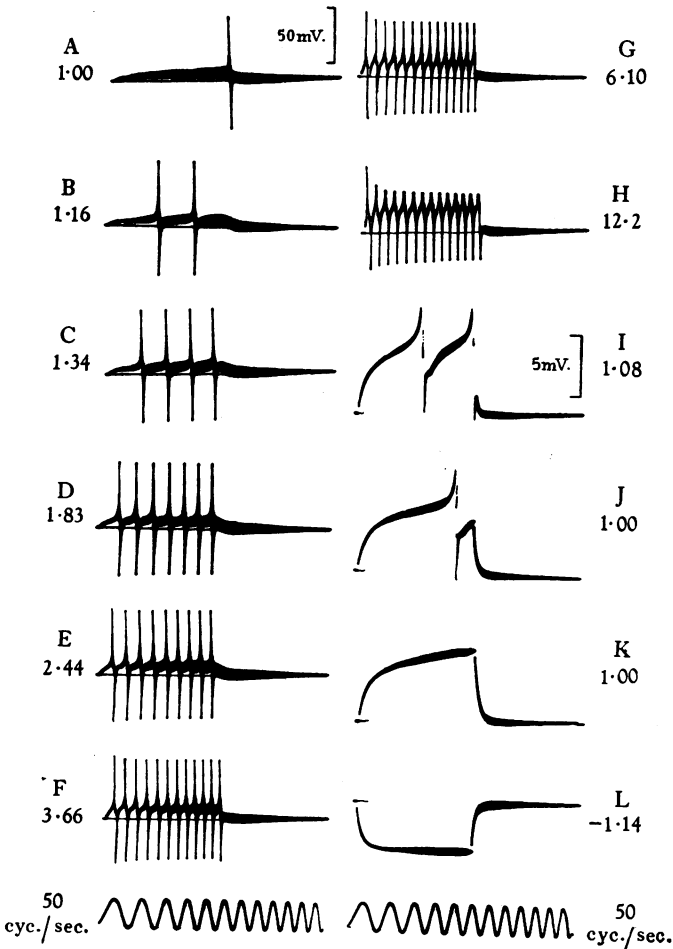 A
1·00
50mV.
G
6·10
B
1·16
H
12·2
C
1·34
I
1·08
5mV.
D
1·83
J
1·00
E
2·44
K
1·00
F
3·66
L
-1·14
50
cyc./sec.
50
cyc./sec.